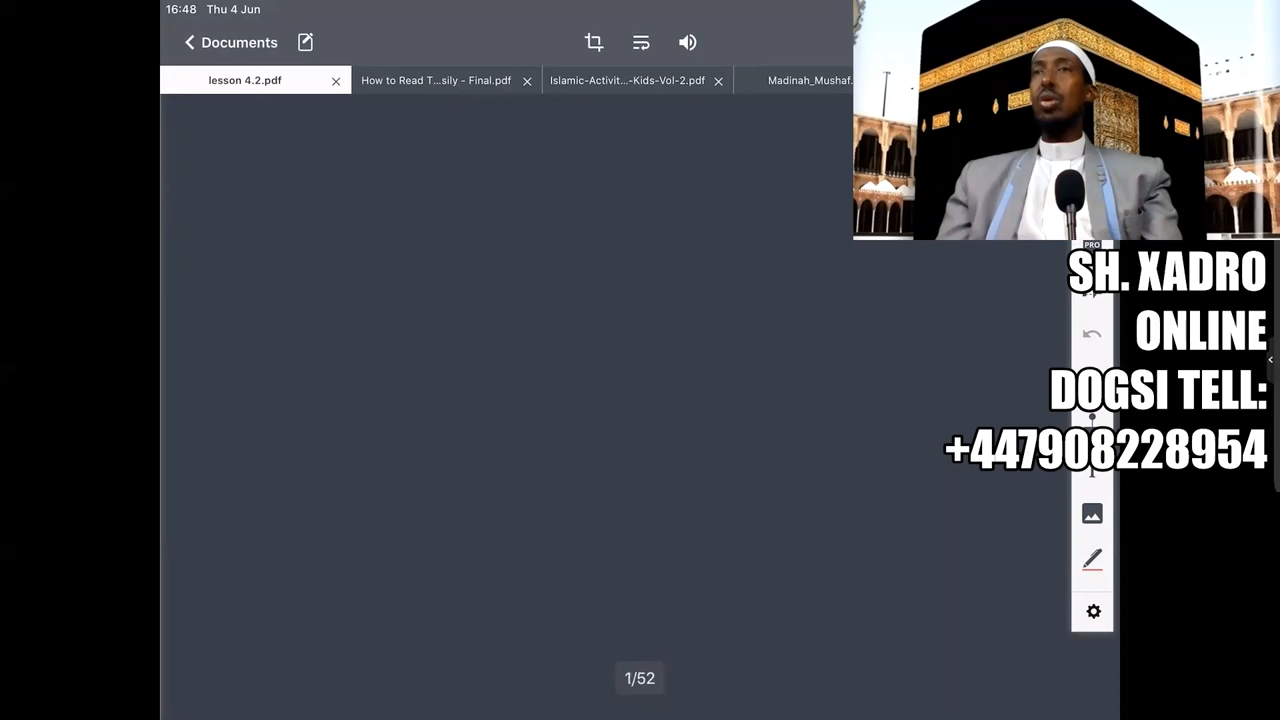 16:48 Thu 4 Jun
Documents
lesson 4.2.pdf
How to Read T...sily - Final.pdf
Islamic-Activit...-Kids-Vol-2.pdf
Madinah_Mushaf.
PRO
SH. XADRO
ONLINE
DOGSI TELL:
+447908228954
1/52